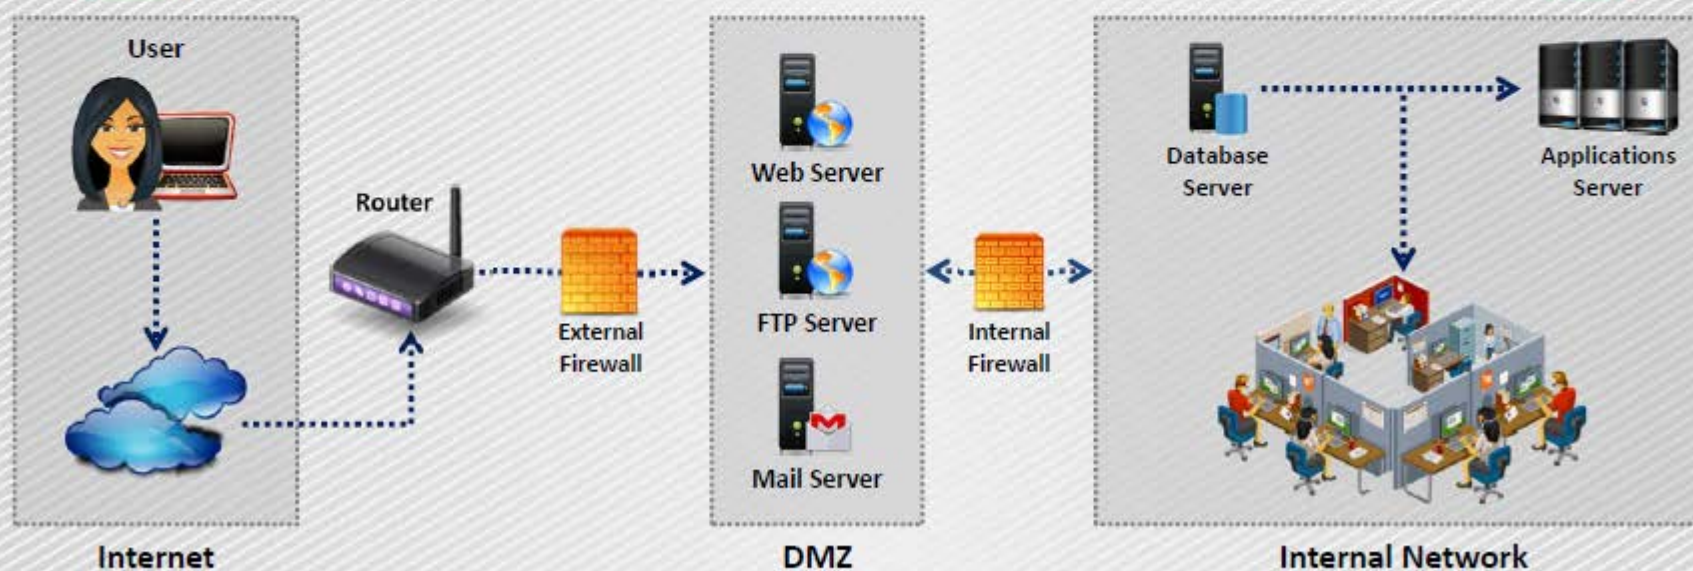 User
Internet
Router
External
Firewall
Web Server
FTP Server
Mail Server
DMZ
Internal
Firewall
Database
Server
Applications
Server
Internal Network